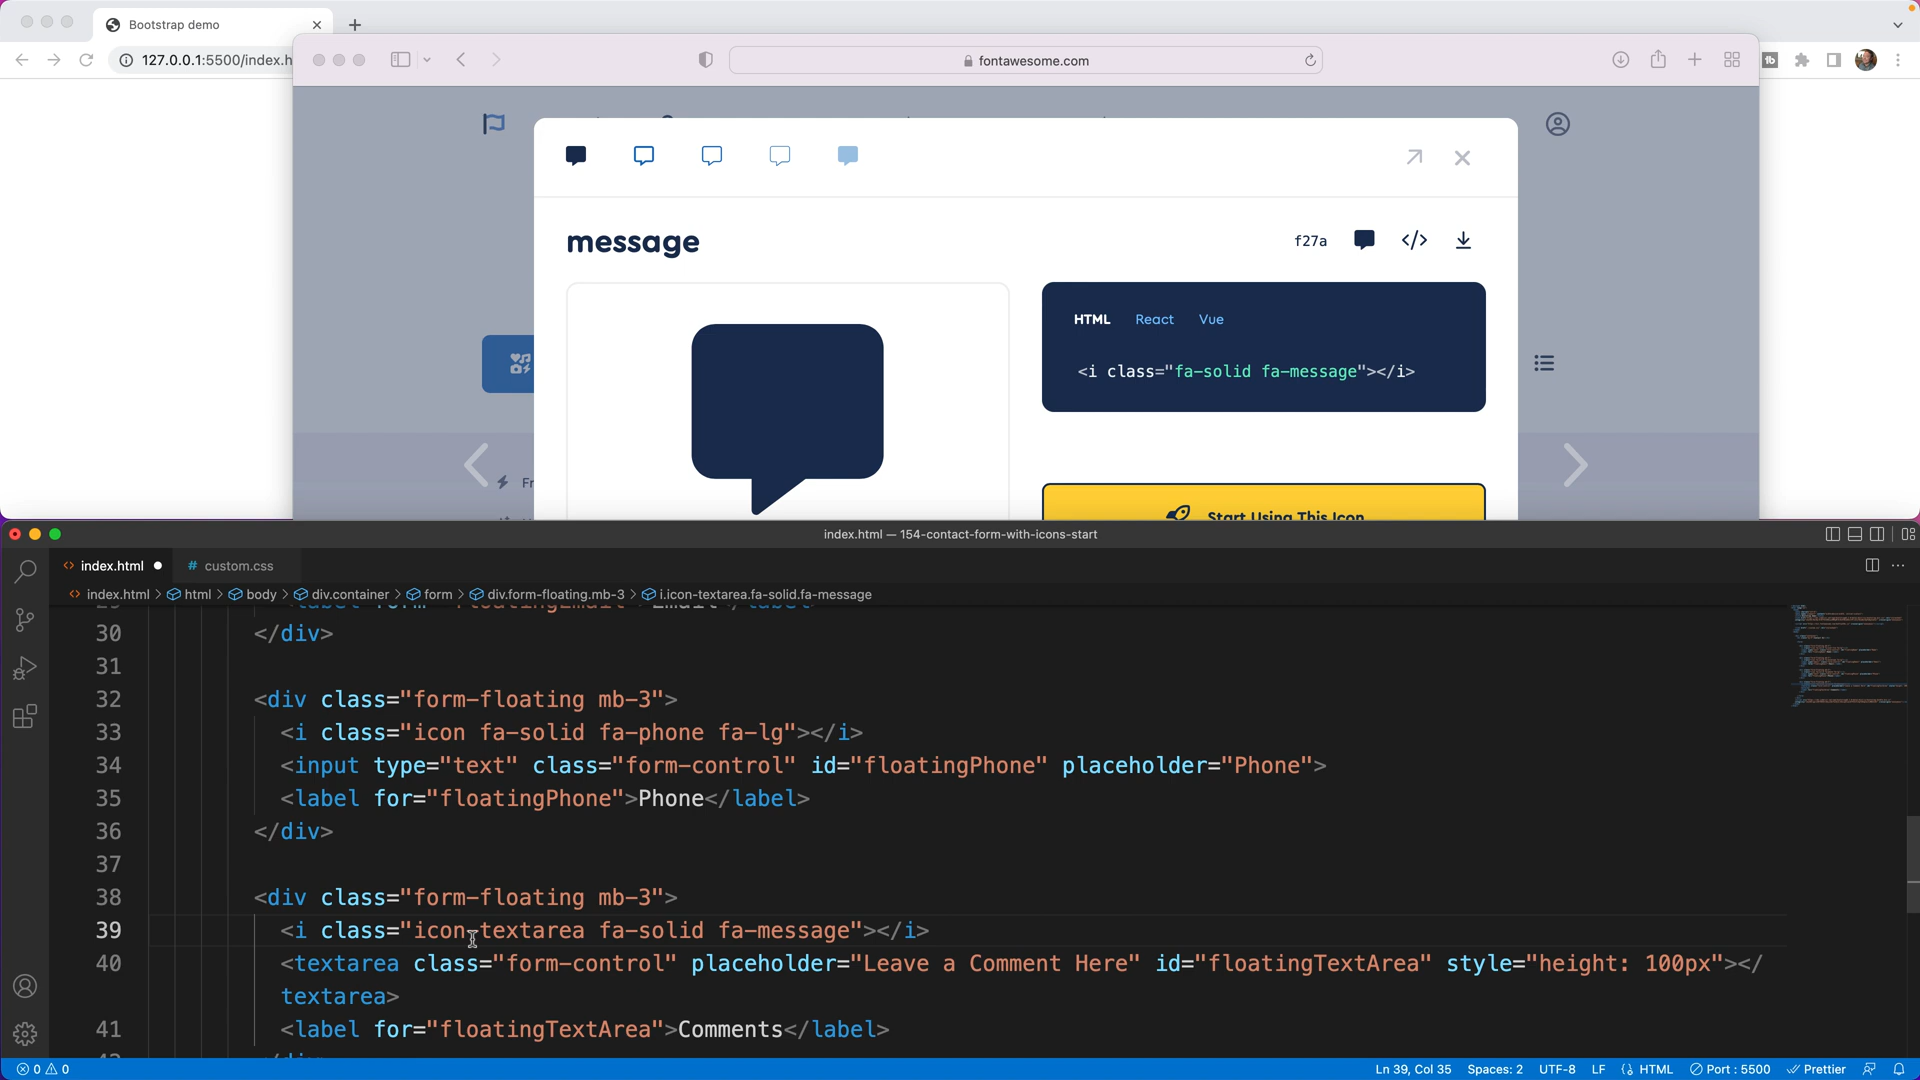 Bootstrap demo
127.0.0.1:5500/index.h
fontawesome.com
message
f27a
HTML React Vue
<i class="fa-solid fa-message"></i>
Fr
Start Using This Icon
index.html — 154-contact-form-with-icons-start
index.html
# custom.css
index.html > html > body > div.container > form > div.form-floating.mb-3 > i.icon-textarea.fa-solid.fa-message
30 </div>
31
32 <div class="form-floating mb-3">
33 <i class="icon fa-solid fa-phone fa-lg"></i>
34 <input type="text" class="form-control" id="floatingPhone" placeholder="Phone">
35 <label for="floatingPhone">Phone</label>
36 </div>
37
38 <div class="form-floating mb-3">
39 <i class="icon-textarea fa-solid fa-message"></i>
40 <textarea class="form-control" placeholder="Leave a Comment Here" id="floatingTextArea" style="height: 100px"></
textarea>
41 <label for="floatingTextArea">Comments</label>
0 0
Ln 39, Col 35 Spaces: 2 UTF-8 LF HTML Port : 5500 Prettier